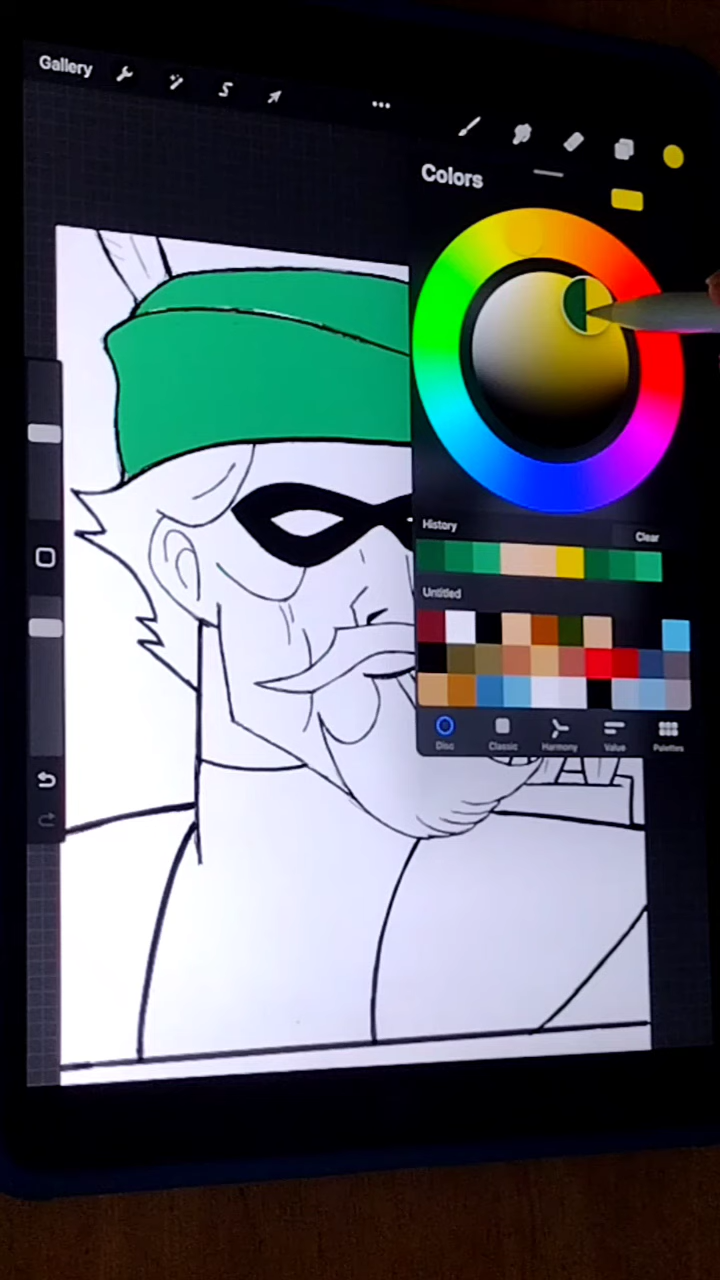 Gallery
Colors
History
Clear
Untitled
Disc
Classic
Harmony
Value
Palettes